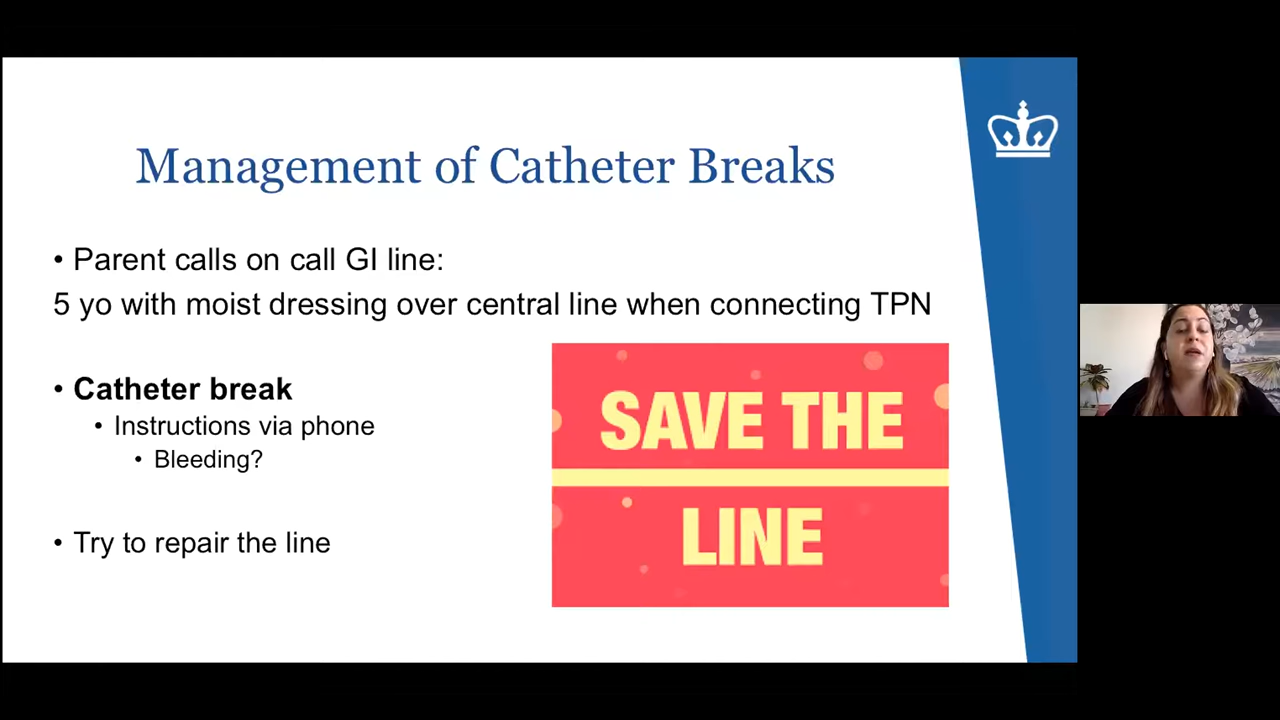 Management of Catheter Breaks
• Parent calls on call GI line:
5 yo with moist dressing over central line when connecting TPN
• Catheter break
• Instructions via phone
• Bleeding?
• Try to repair the line
SAVE THE
LINE